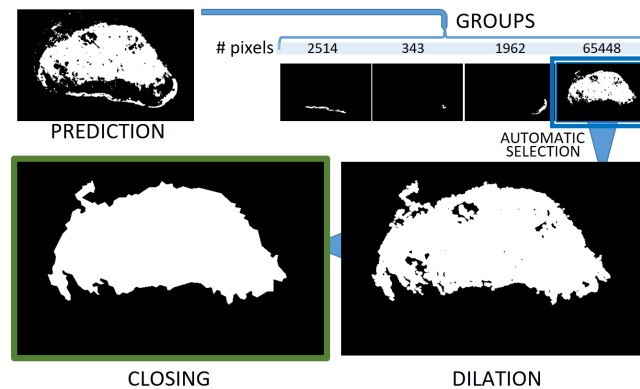 GROUPS
# pixels 2514 343 1962 65448
PREDICTION
AUTOMATIC
SELECTION
CLOSING
DILATION